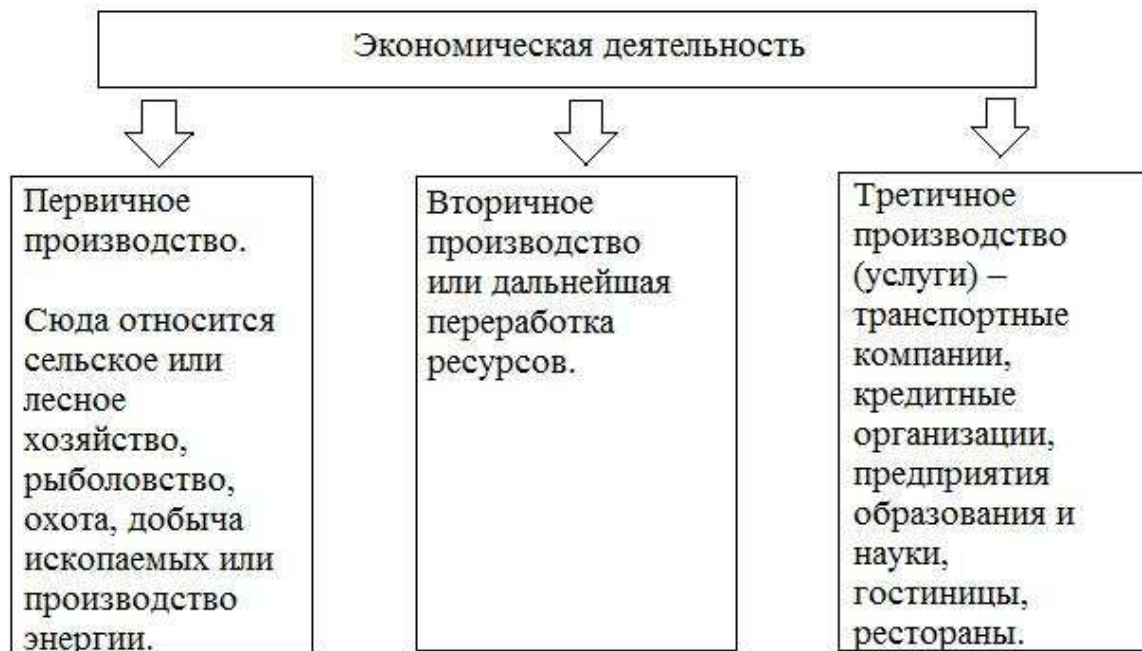 Экономическая деятельность
Первичное
производство.
Сюда относится
сельское или
лесное
хозяйство,
рыболовство,
охота, добыча
ископаемых или
производство
энергии.
Вторичное
производство
или дальнейшая
переработка
ресурсов.
Третичное
производство
(услуги) –
транспортные
компании,
кредитные
организации,
предприятия
образования и
науки,
гостиницы,
рестораны.